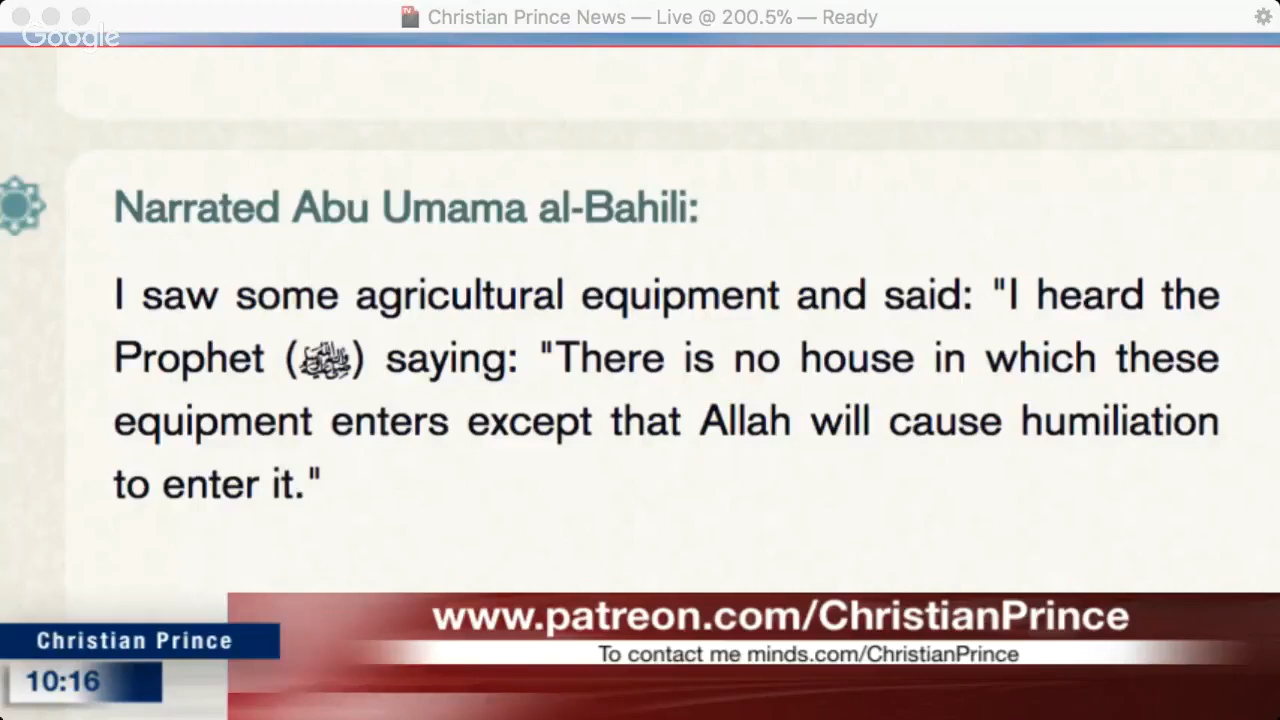 Christian Prince News — Live @ 200.5% — Ready
Google
Narrated Abu Umama al-Bahili:
I saw some agricultural equipment and said: "I heard the
Prophet (ﷺ) saying: "There is no house in which these
equipment enters except that Allah will cause humiliation
to enter it."
www.patreon.com/ChristianPrince
Christian Prince
To contact me minds.com/ChristianPrince
10:16